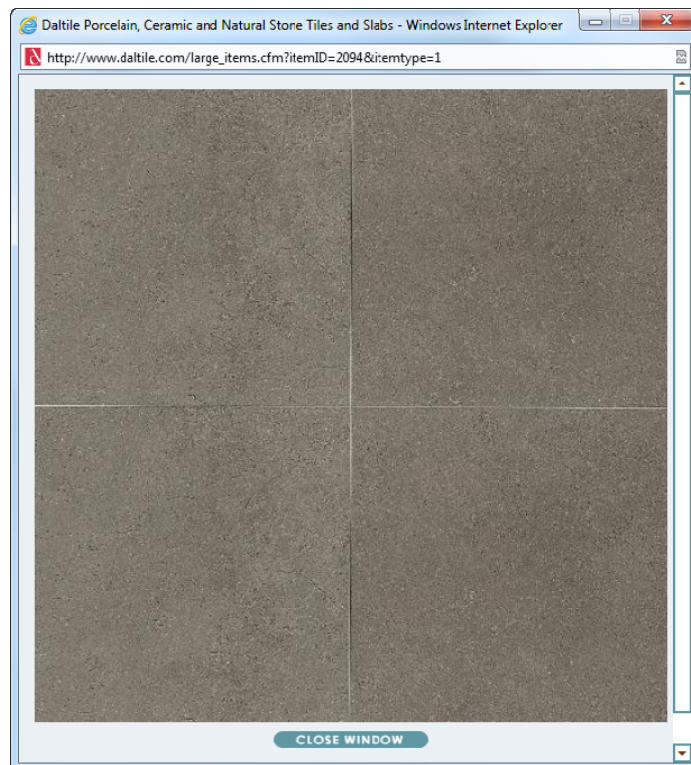 Daltile Porcelain, Ceramic and Natural Stone Tiles and Slabs - Windows Internet Explorer
http://www.daltile.com/large_items.cfm?itemID=2094&itemtype=1
CLOSE WINDOW